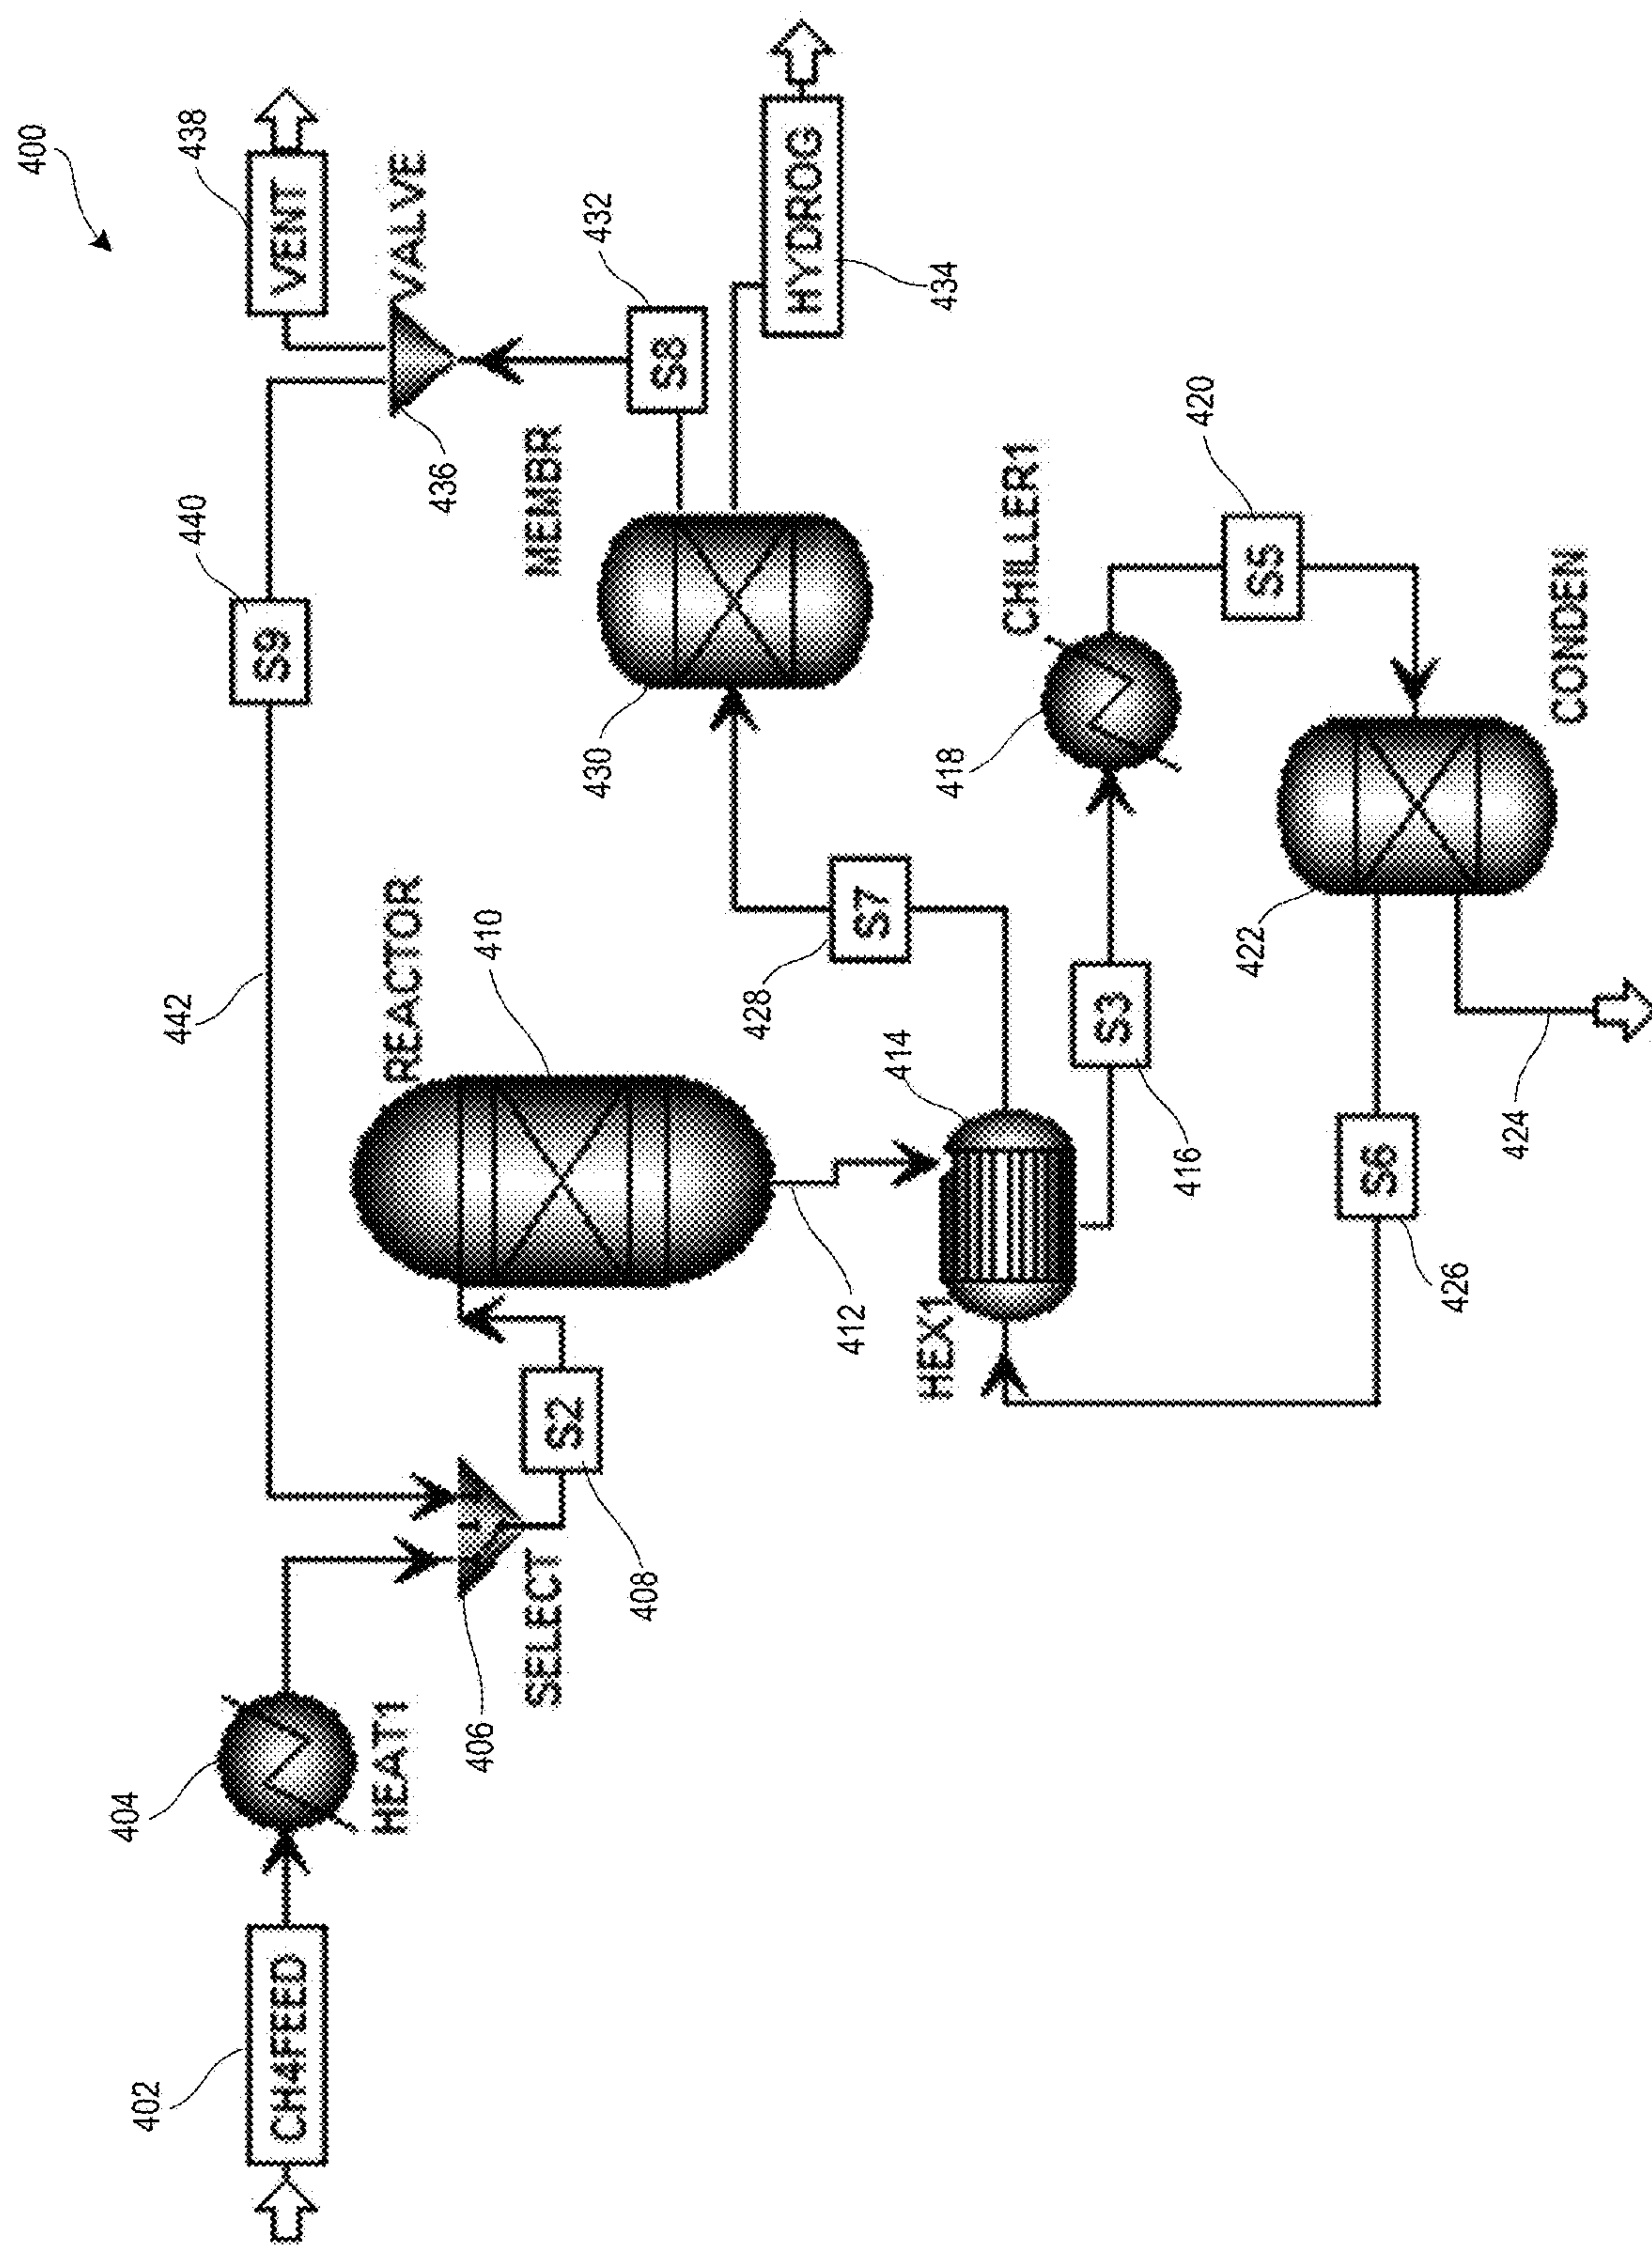 400
402
CH4FEED
404
HEAT1
406
SELECT
S2
408
442
S9
440
REACTOR
410
412
HEX1
414
S3
416
S7
428
430
MEMBR
S8
432
436
VALVE
VENT
438
HYDROG
434
418
CHILLER1
S5
420
422
CONDEN
424
S6
426